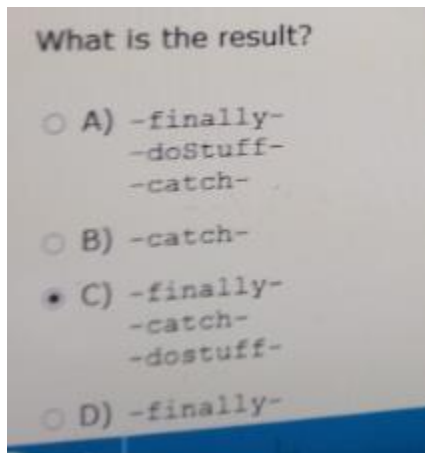 What is the result?
A) -finally-
-doStuff-
-catch-
B) -catch-
C) -finally-
-catch-
-dostuff-
D) -finally-